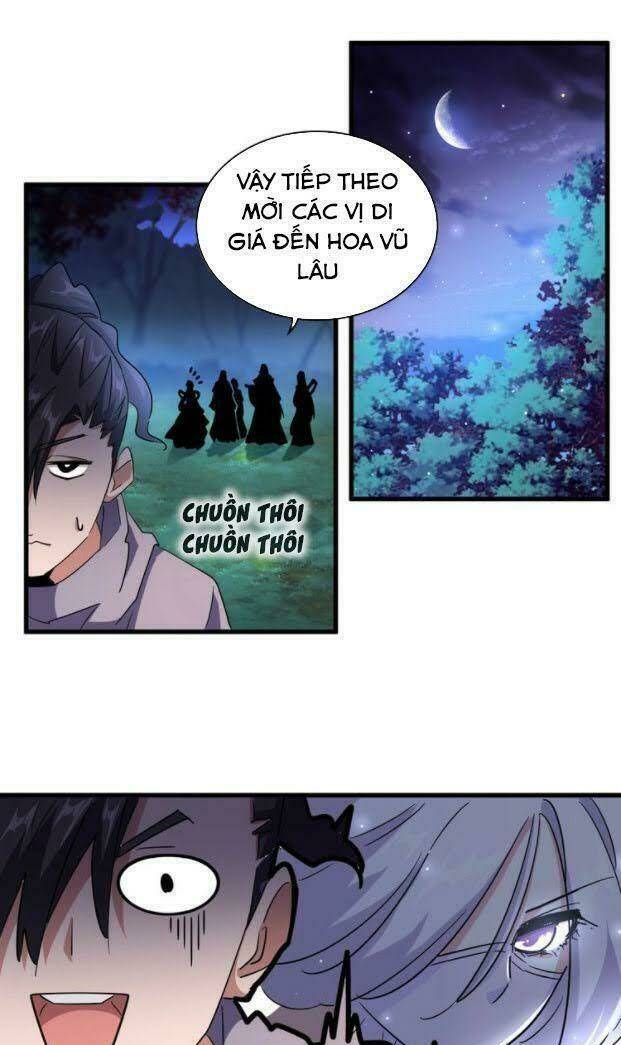 VẬY TIẾP THEO
MỜI CÁC VỊ DI
GIÁ ĐẾN HOA VŨ
LÂU
CHUỒN THÔI
CHUỒN THÔI